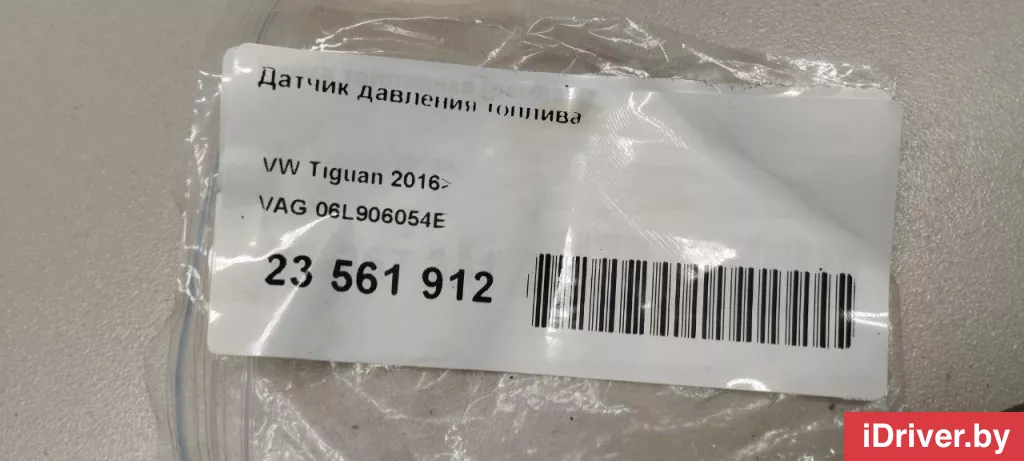 Датчик давления топлива
VW Tiguan 2016>
VAG 06L906054E
23 561 912
iDriver.by